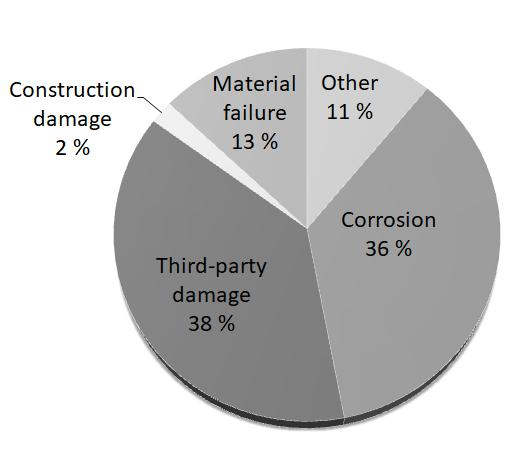 Other
11 %
Corrosion
36 %
Third-party
damage
38 %
Construction
damage
2 %
Material
failure
13 %